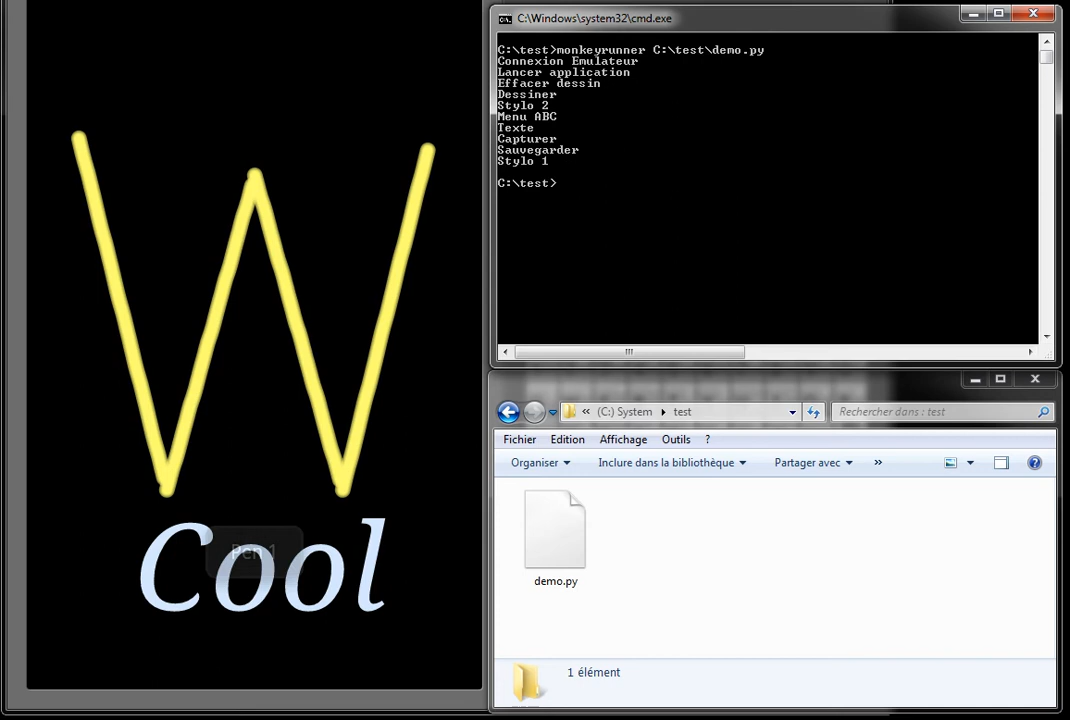 W
Cool
Pen 1
C:\Windows\system32\cmd.exe
C:\test>monkeyrunner C:\test\demo.py
Connexion Emulateur
Lancer application
Effacer dessin
Dessiner
Stylo 2
Menu ABC
Texte
Capturer
Sauvegarder
Stylo 1
C:\test>
« (C:) System test
Rechercher dans : test
Fichier Edition Affichage Outils ?
Organiser Inclure dans la bibliothèque Partager avec »
demo.py
1 élément